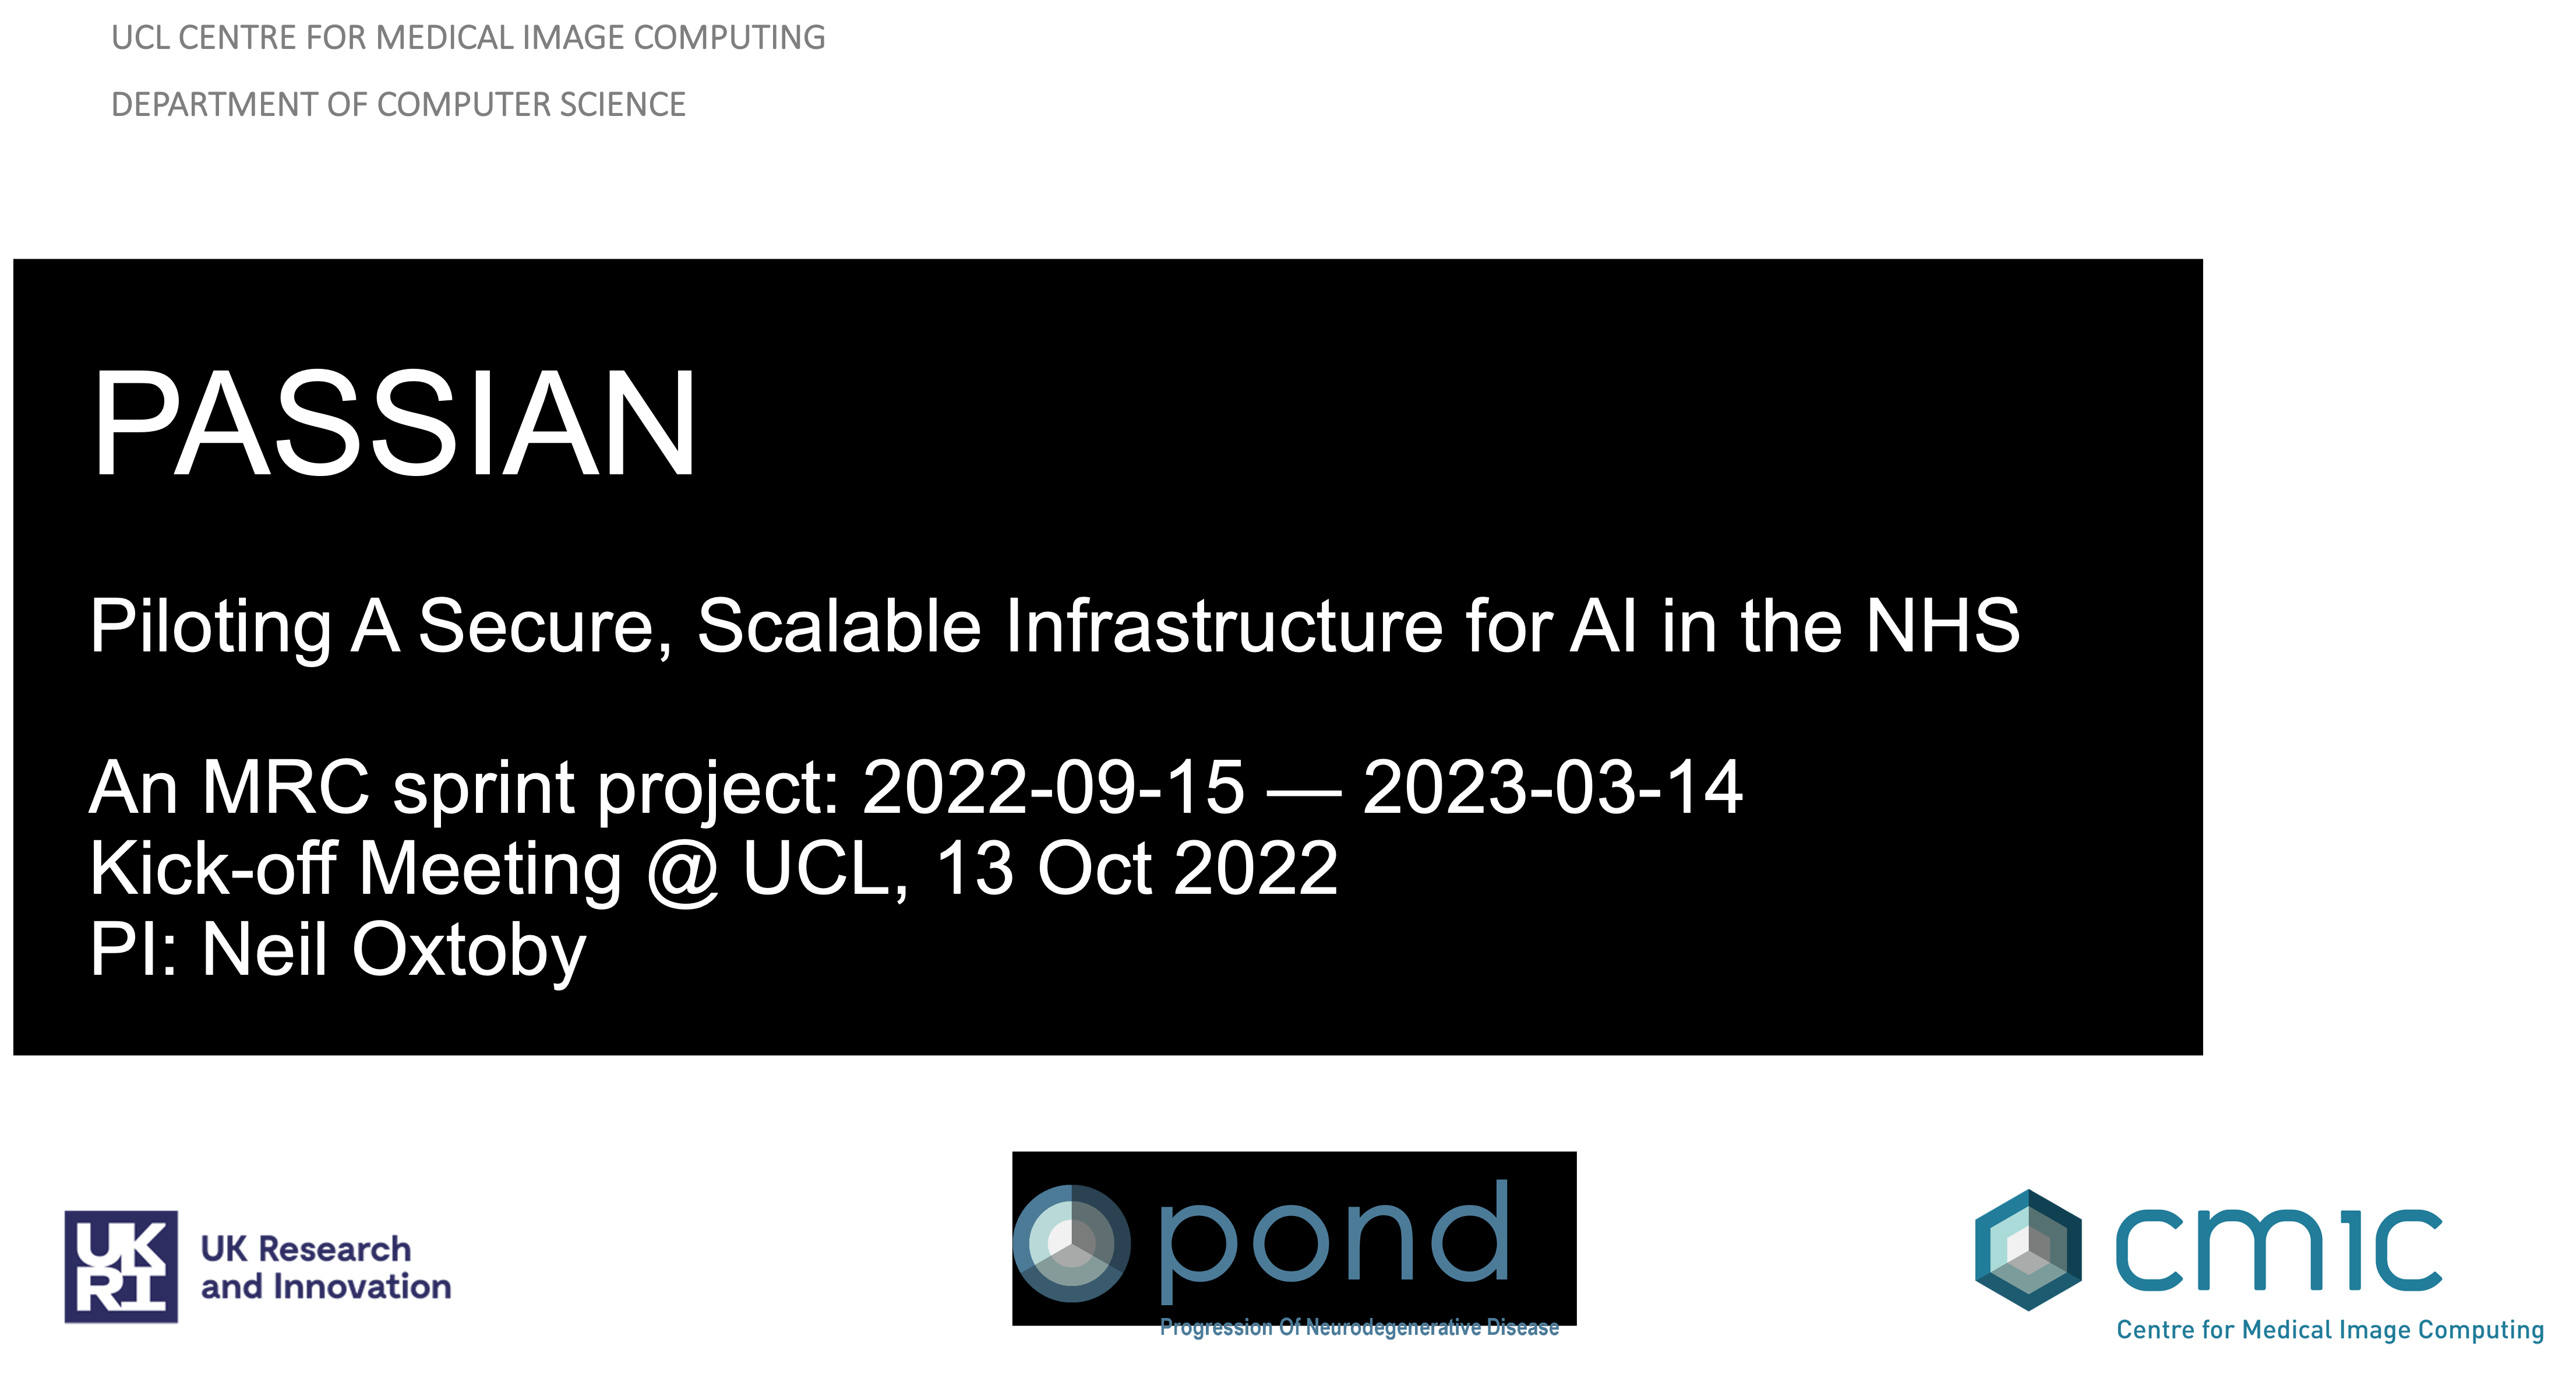 UCL CENTRE FOR MEDICAL IMAGE COMPUTING
DEPARTMENT OF COMPUTER SCIENCE
PASSIAN
Piloting A Secure, Scalable Infrastructure for AI in the NHS
An MRC sprint project: 2022-09-15 — 2023-03-14
Kick-off Meeting @ UCL, 13 Oct 2022
PI: Neil Oxtoby
UK
RI
UK Research
and Innovation
pond
Progression Of Neurodegenerative Disease
cmic
Centre for Medical Image Computing